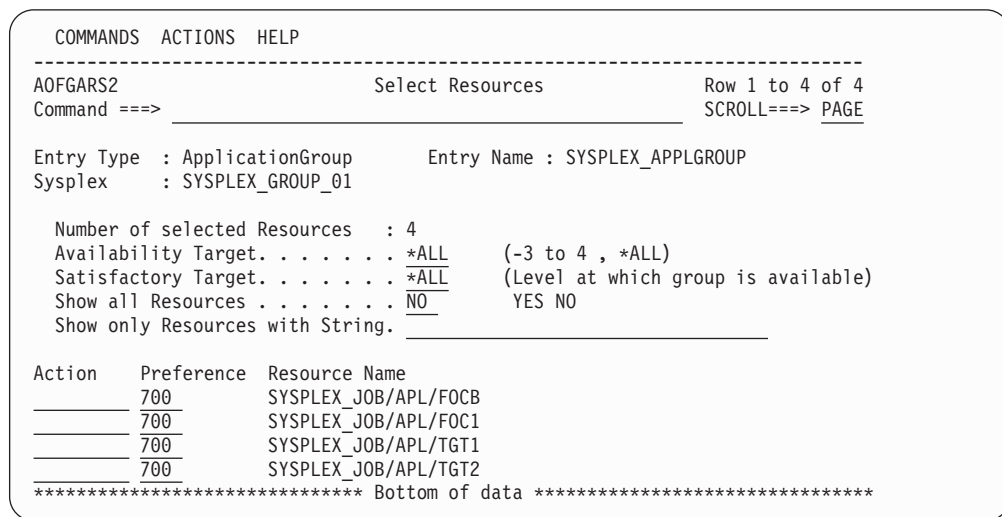 COMMANDS ACTIONS HELP
-------------------------------------------------------------------------------
AOFGARS2 Select Resources Row 1 to 4 of 4
Command ===> SCROLL===> PAGE
Entry Type : ApplicationGroup Entry Name : SYSPLEX_APPLGROUP
Sysplex : SYSPLEX_GROUP_01
Number of selected Resources : 4
Availability Target. . . . . . . *ALL (-3 to 4 , *ALL)
Satisfactory Target. . . . . . . *ALL (Level at which group is available)
Show all Resources . . . . . . . NO YES NO
Show only Resources with String.
Action Preference Resource Name
700 SYSPLEX_JOB/APL/FOCB
700 SYSPLEX_JOB/APL/FOC1
700 SYSPLEX_JOB/APL/TGT1
700 SYSPLEX_JOB/APL/TGT2
******************************* Bottom of data ********************************